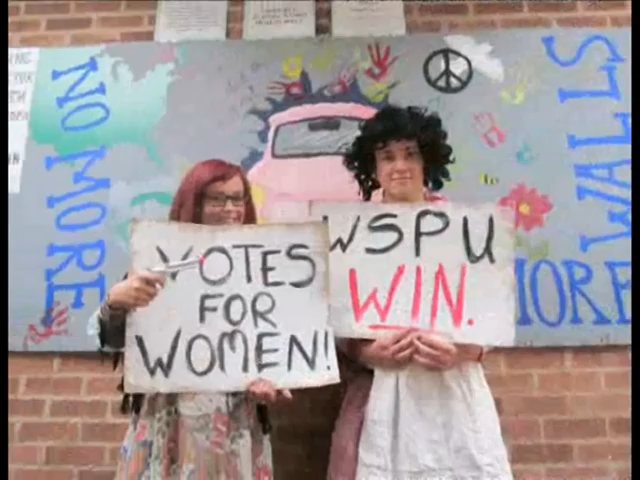 NO MORE
WALLS
MORE
VOTES
FOR
WOMEN!
WSPU
WIN.